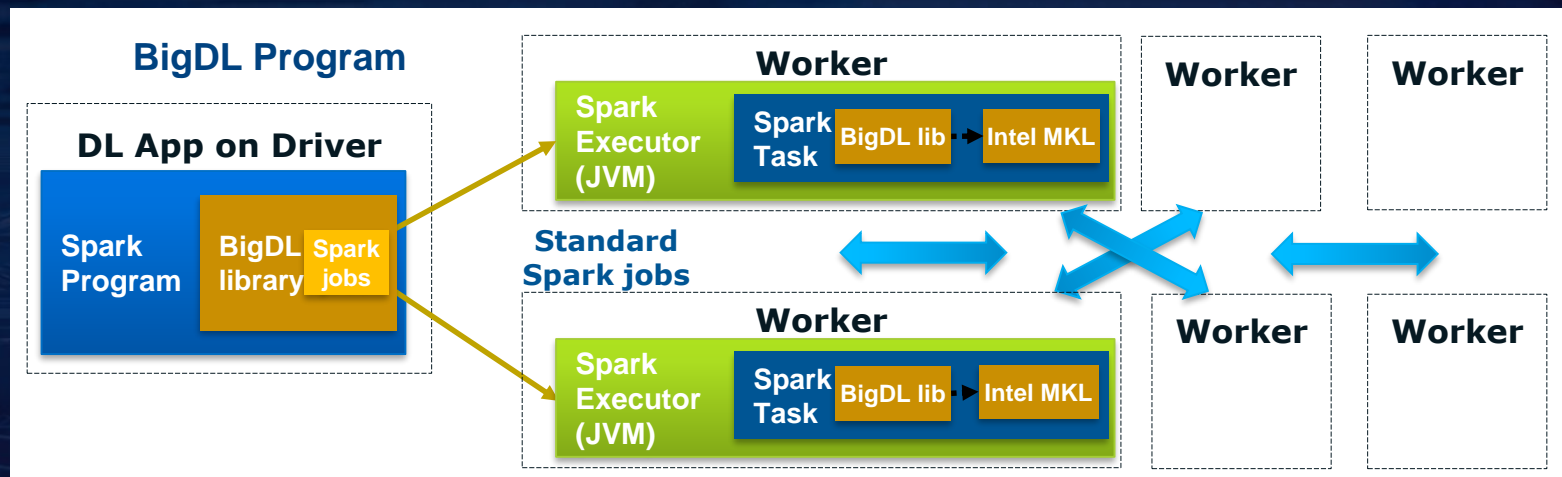 BigDL Program
DL App on Driver
Spark
Program
BigDL
library
Spark
jobs
Worker
Spark
Executor
(JVM)
Spark
Task
BigDL lib
Intel MKL
Worker
Worker
Standard
Spark jobs
Worker
Spark
Executor
(JVM)
Spark
Task
BigDL lib
Intel MKL
Worker
Worker